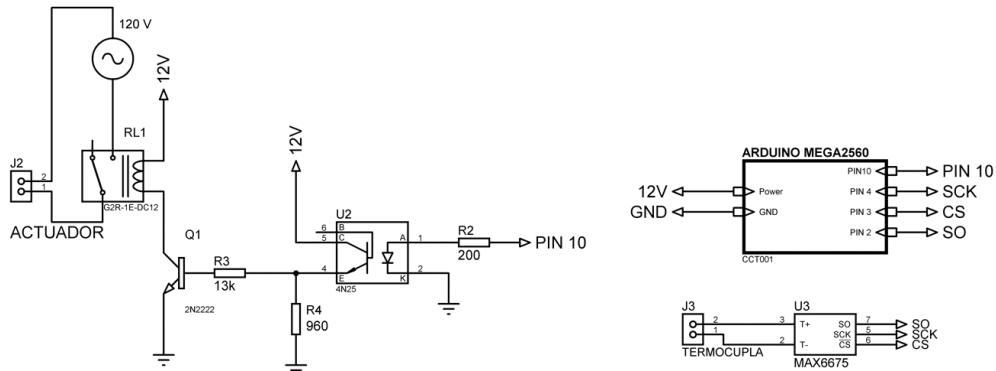 120 V
12V
RL1
J2
2
1
G2R-1E-DC12
ACTUADOR
Q1
2N2222
R3
13k
12V
R4
960
U2
6
B
5
C
4
E
A
1
K
2
4N25
R2
200
PIN 10
ARDUINO MEGA2560
12V
Power
GND
GND
PIN10
PIN 10
PIN 4
SCK
PIN 3
CS
PIN 2
SO
CCT001
J3
2
1
TERMOCUPLA
U3
3
T+
2
T-
SO
7
SO
SCK
5
SCK
CS
6
CS
MAX6675